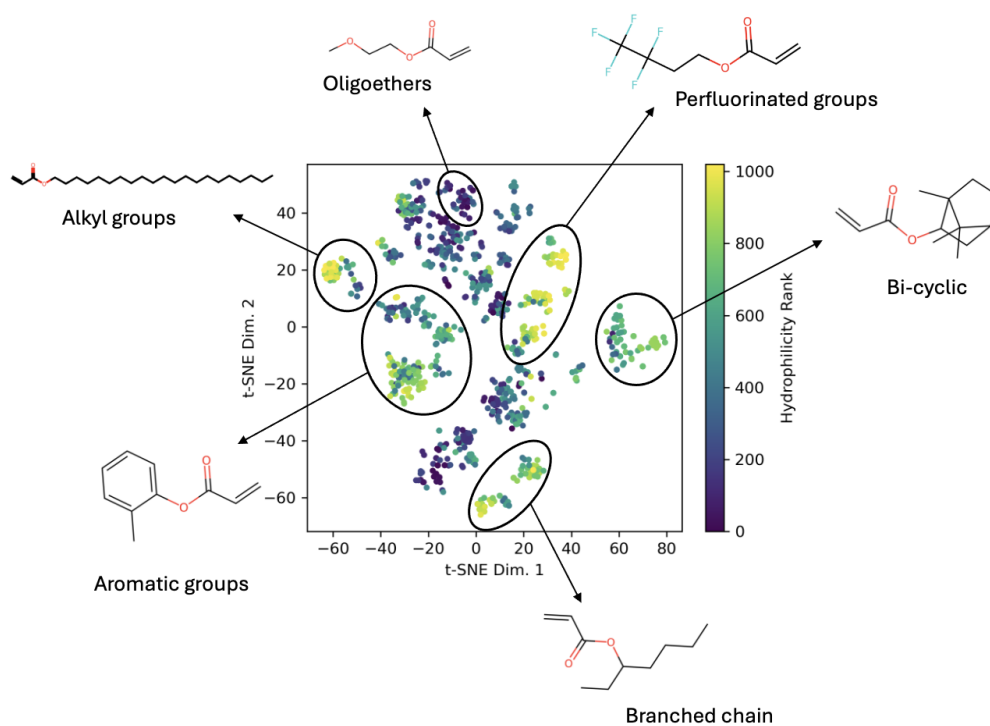 Oligoethers
Perfluorinated groups
Alkyl groups
Bi-cyclic
Aromatic groups
Branched chain
O
O
F
F
F
F
F
O
O
O
O
O
O
O
O
O
O
t-SNE Dim. 2
40
20
0
−20
−40
−60
−60
−40
−20
0
20
40
60
80
t-SNE Dim. 1
1000
800
600
400
200
0
Hydrophilicity Rank